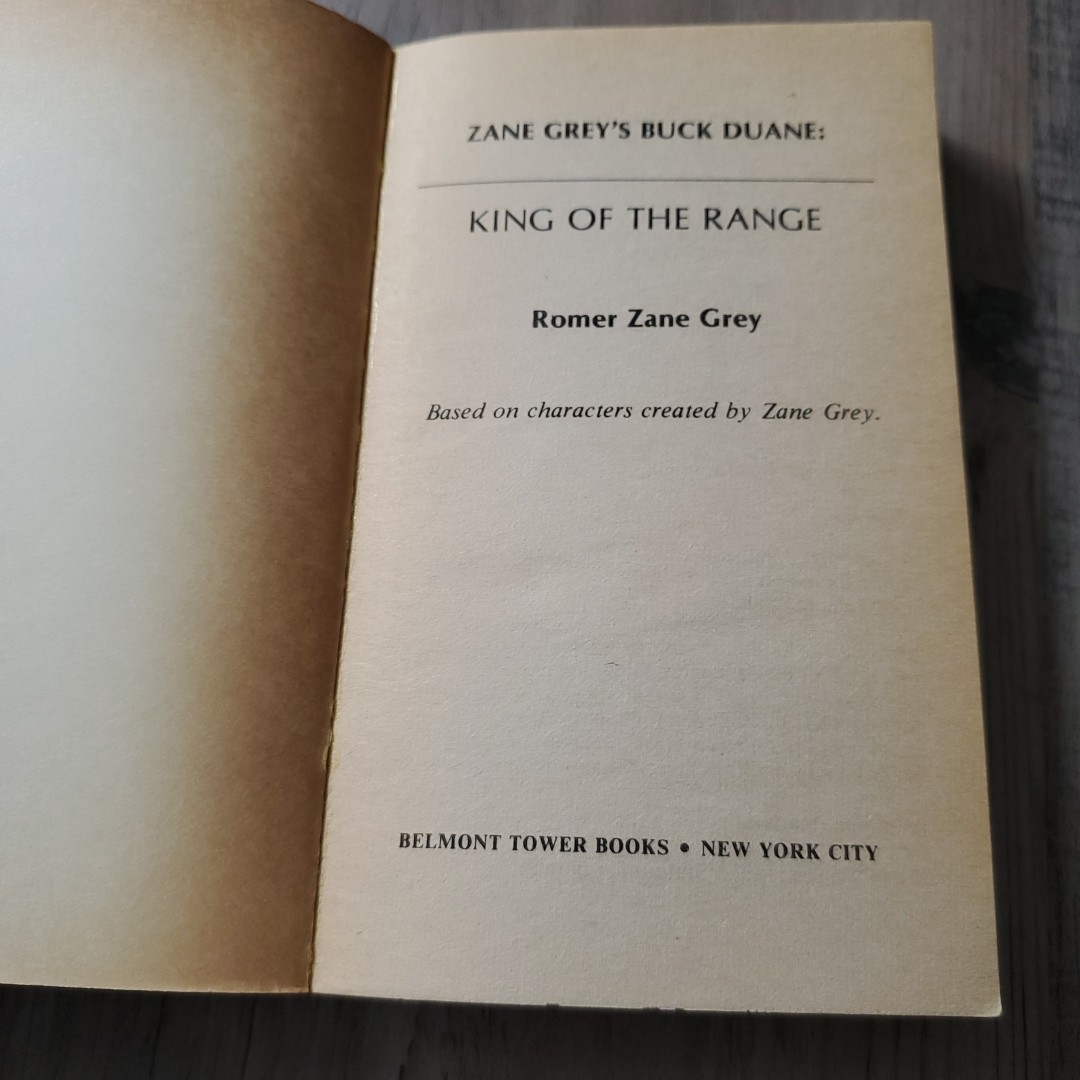 ZANE GREY'S BUCK DUANE:
KING OF THE RANGE
Romer Zane Grey
Based on characters created by Zane Grey.
BELMONT TOWER BOOKS • NEW YORK CITY